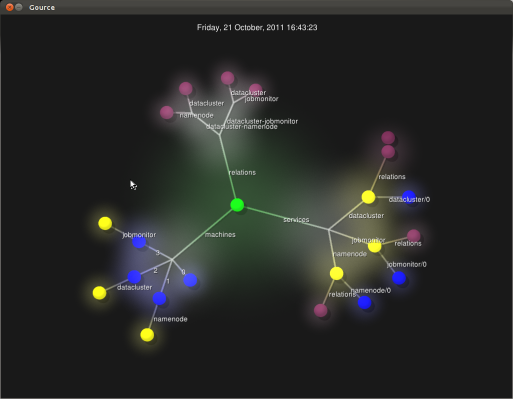 Gource
Friday, 21 October, 2011 16:43:23
datacluster
jobmonitor
datacluster
namenode
datacluster-jobmonitor
datacluster-namenode
relations
relations
datacluster/0
datacluster
services
machines
jobmonitor
jobmonitor
relations
3
namenode
jobmonitor/0
2
0
1
datacluster
relations
namenode/0
namenode